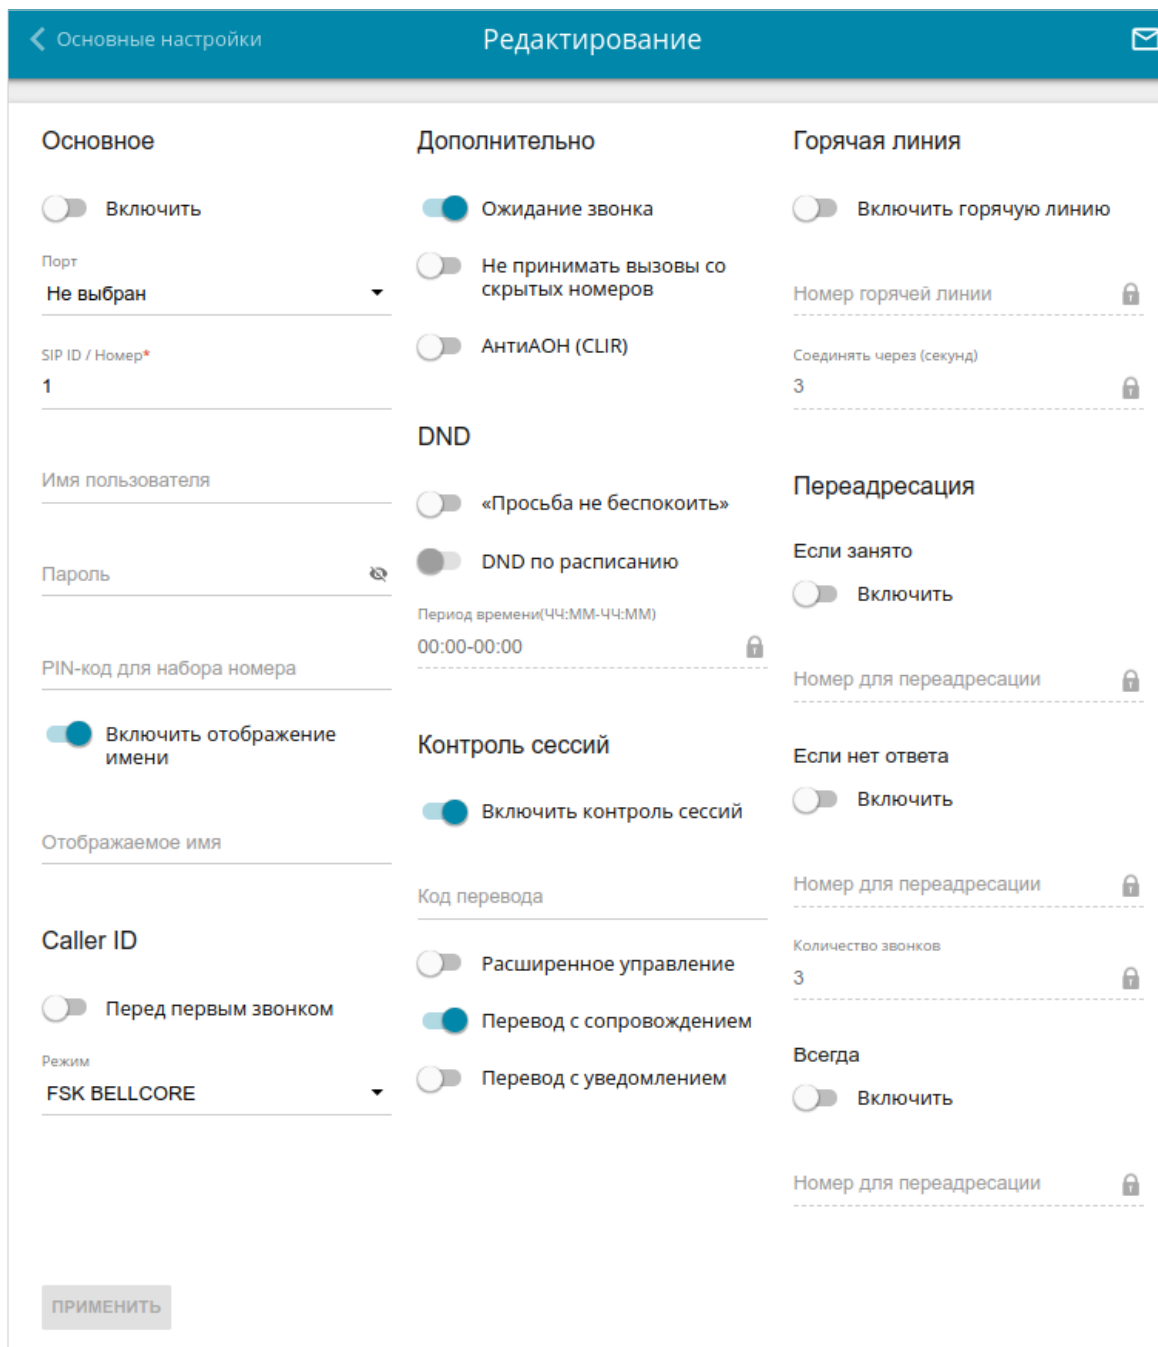 Основные настройки
Редактирование
Основное
Включить
Порт
Не выбран
SIP ID / Номер*
1
Имя пользователя
Пароль
PIN-код для набора номера
Включить отображение
имени
Отображаемое имя
Caller ID
Перед первым звонком
Режим
FSK BELLCORE
ПРИМЕНИТЬ
Дополнительно
Ожидание звонка
Не принимать вызовы со
скрытых номеров
АнтиАОН (CLIR)
DND
«Просьба не беспокоить»
DND по расписанию
Период времени(ЧЧ:ММ-ЧЧ:ММ)
00:00-00:00
Контроль сессий
Включить контроль сессий
Код перевода
Расширенное управление
Перевод с сопровождением
Перевод с уведомлением
Горячая линия
Включить горячую линию
Номер горячей линии
Соединять через (секунд)
3
Переадресация
Если занято
Включить
Номер для переадресации
Если нет ответа
Включить
Номер для переадресации
Количество звонков
3
Всегда
Включить
Номер для переадресации